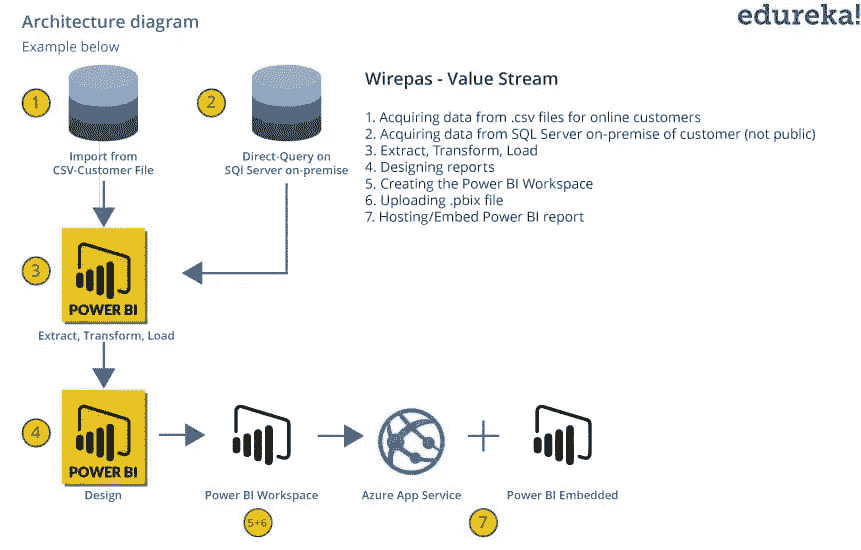 Architecture diagram
edureka!
Example below
Wirepas - Value Stream
1. Acquiring data from .csv files for online customers
2. Acquiring data from SQL Server on-premise of customer (not public)
3. Extract, Transform, Load
4. Designing reports
5. Creating the Power BI Workspace
6. Uploading .pbix file
7. Hosting/Embed Power BI report
1
Import from
CSV-Customer File
2
Direct-Query on
SQl Server on-premise
3
POWER BI
Extract, Transform, Load
4
POWER BI
Design
Power BI Workspace
5+6
Azure App Service
Power BI Embedded
7